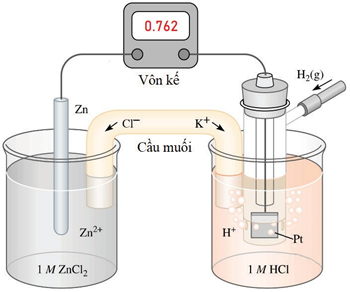 0.762
Vôn kế
H₂(g)
Zn
Cl⁻
K⁺
Cầu muối
Zn²⁺
H⁺
Pt
1 M ZnCl₂
1 M HCl